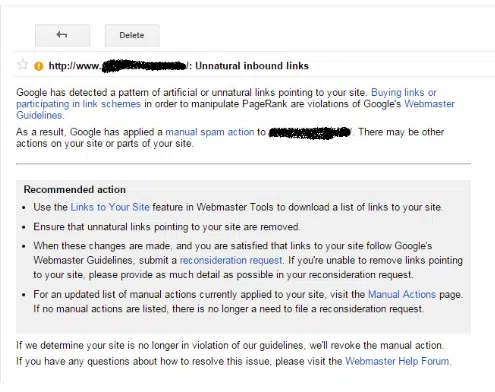 Delete
http://www. /: Unnatural inbound links
Google has detected a pattern of artificial or unnatural links pointing to your site. Buying links or
participating in link schemes in order to manipulate PageRank are violations of Google's Webmaster
Guidelines.
As a result, Google has applied a manual spam action to /. There may be other
actions on your site or parts of your site.
Recommended action
• Use the Links to Your Site feature in Webmaster Tools to download a list of links to your site.
• Ensure that unnatural links pointing to your site are removed.
• When these changes are made, and you are satisfied that links to your site follow Google's
Webmaster Guidelines, submit a reconsideration request. If you're unable to remove links pointing
to your site, please provide as much detail as possible in your reconsideration request.
• For an updated list of manual actions currently applied to your site, visit the Manual Actions page.
If no manual actions are listed, there is no longer a need to file a reconsideration request.
If we determine your site is no longer in violation of our guidelines, we'll revoke the manual action.
If you have any questions about how to resolve this issue, please visit the Webmaster Help Forum.